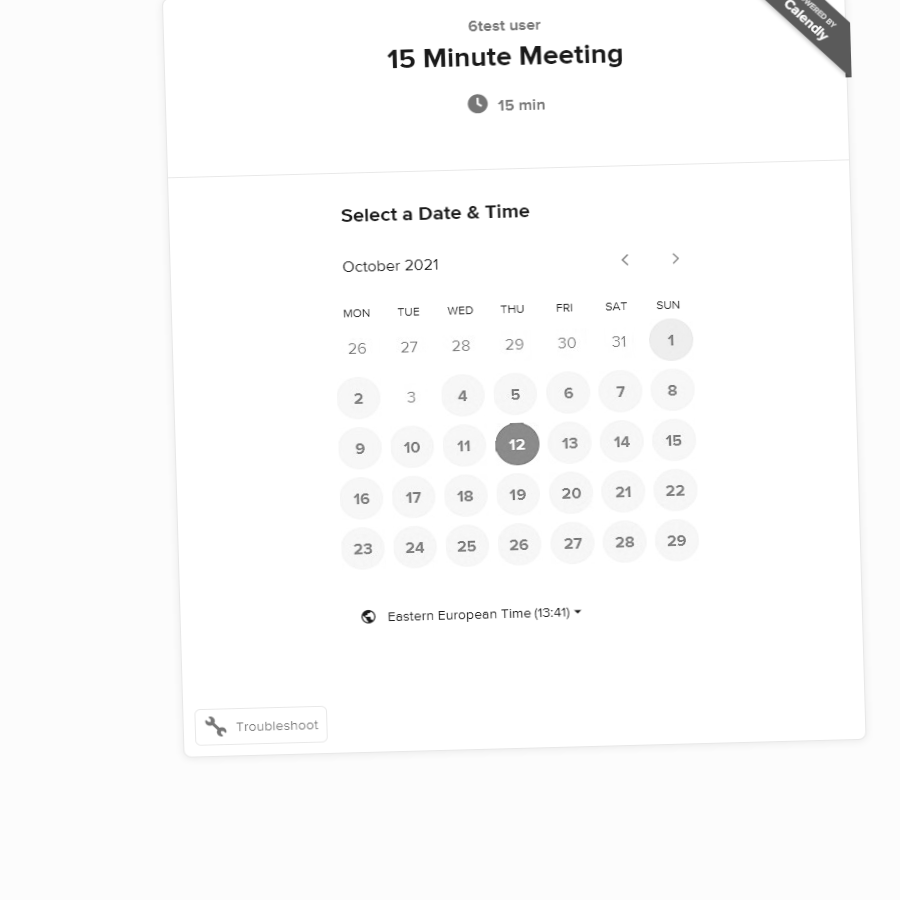 6test user
POWERED BY
Calendly
15 Minute Meeting
15 min
Select a Date & Time
October 2021
MON TUE WED THU FRI SAT SUN
26 27 28 29 30 31 1
2 3 4 5 6 7 8
9 10 11 12 13 14 15
16 17 18 19 20 21 22
23 24 25 26 27 28 29
Eastern European Time (13:41)
Troubleshoot